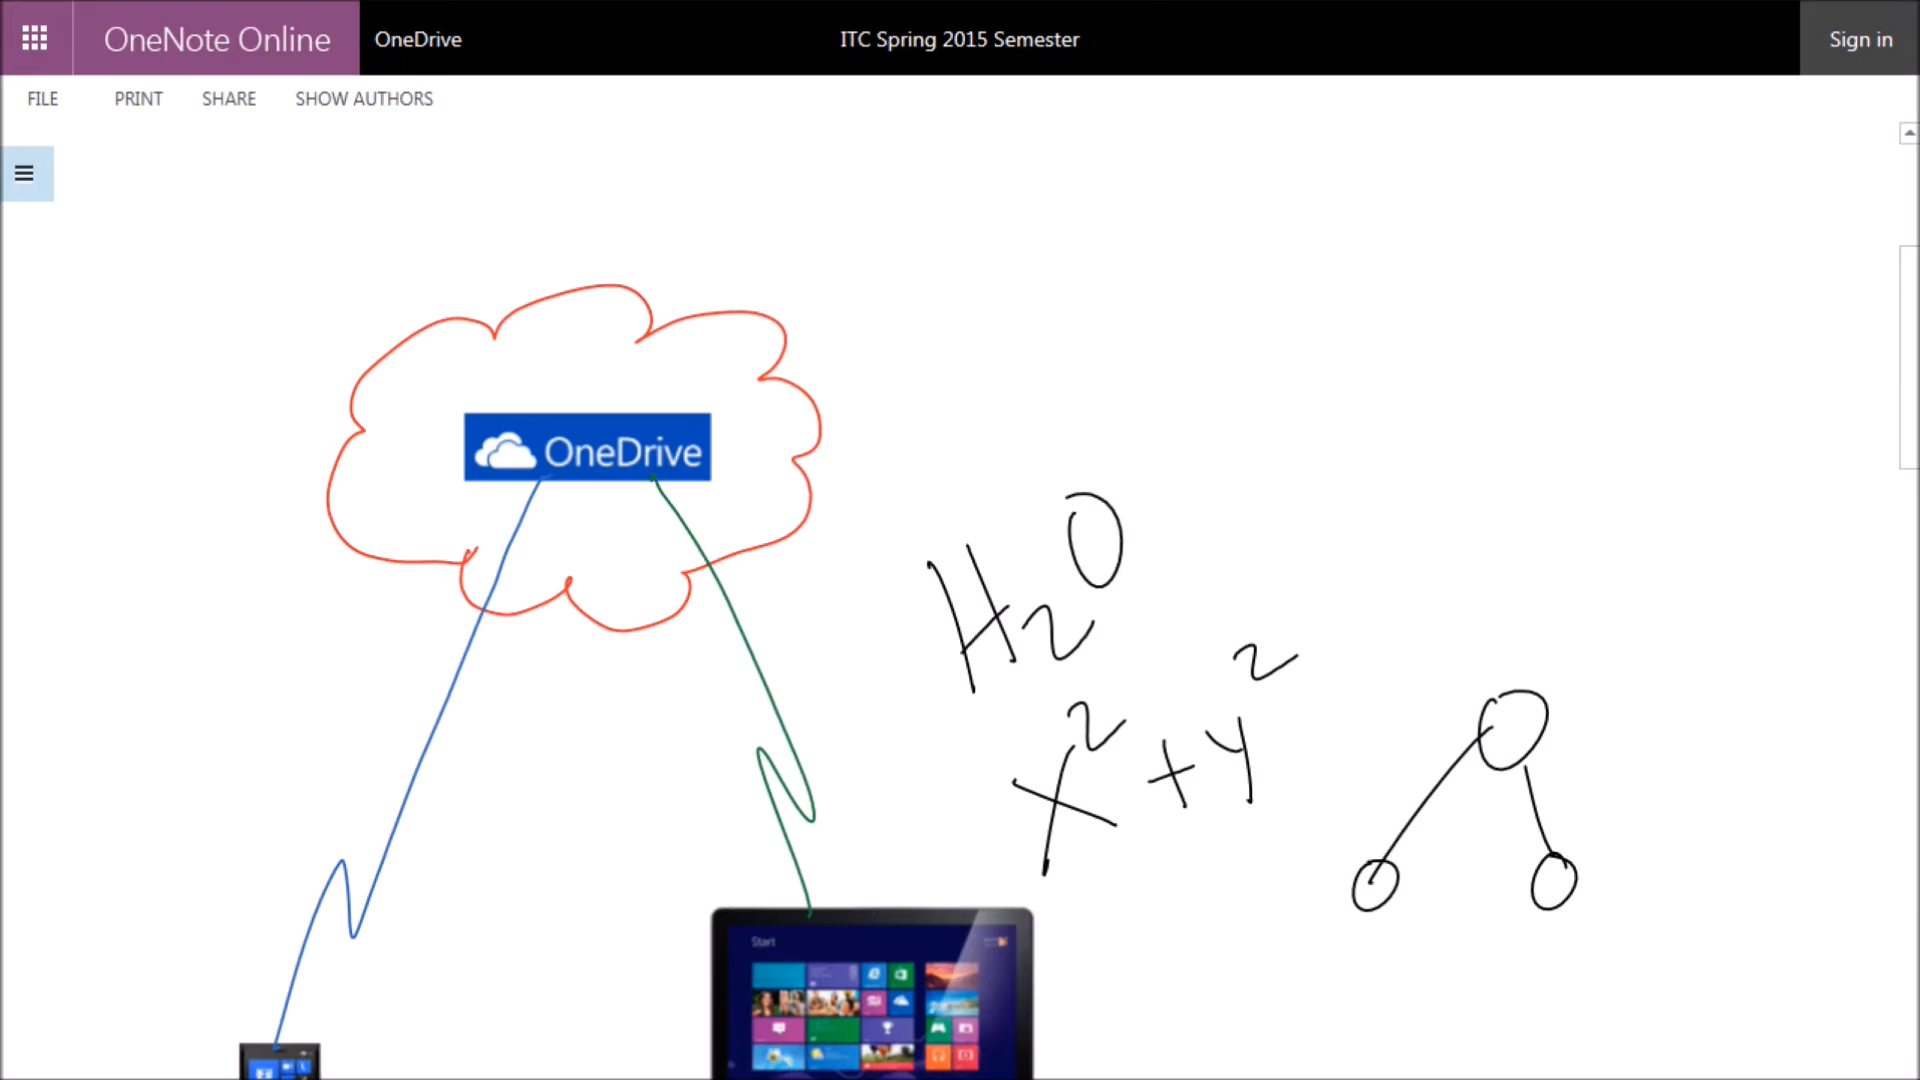 OneNote Online OneDrive ITC Spring 2015 Semester Sign in
FILE PRINT SHARE SHOW AUTHORS
OneDrive
H₂O
x² + y²
Start